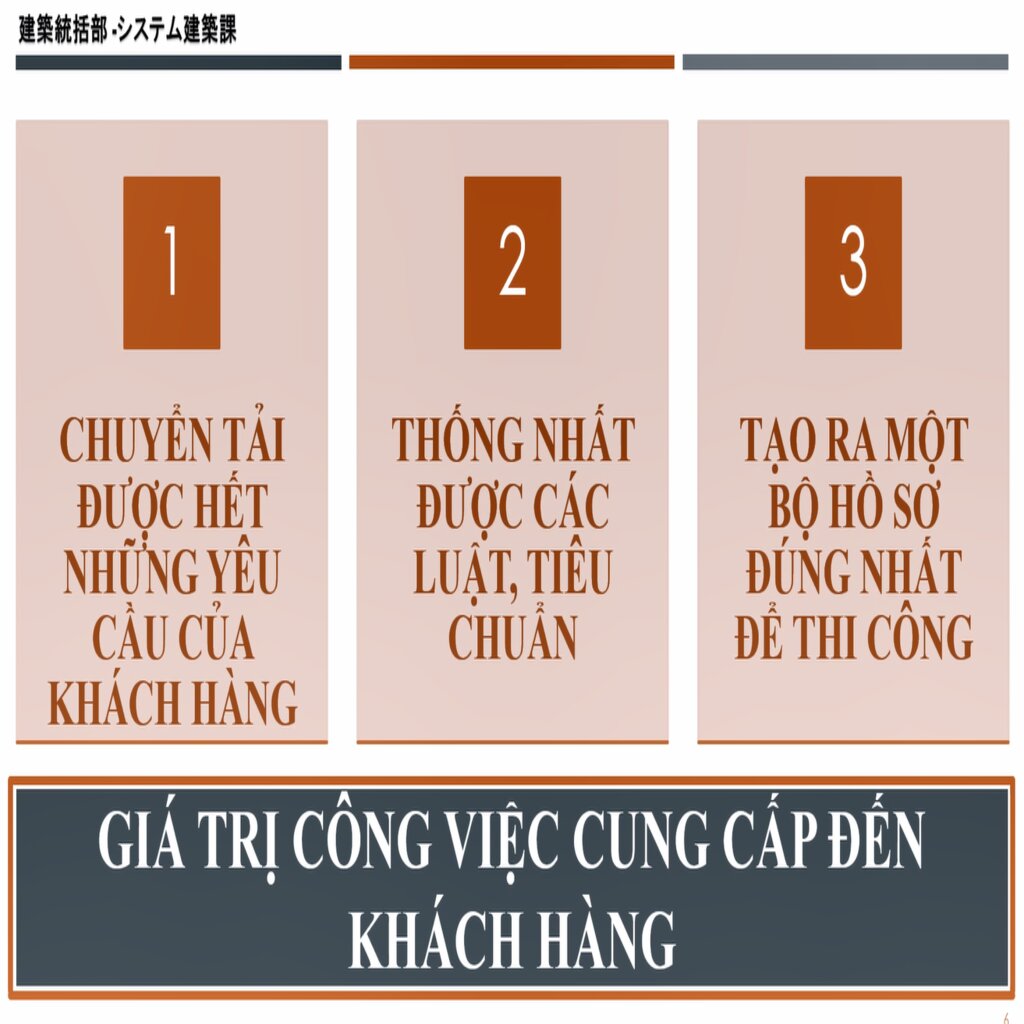 建築統括部 -システム建築課
1
CHUYỂN TẢI
ĐƯỢC HẾT
NHỮNG YÊU
CẦU CỦA
KHÁCH HÀNG
2
THỐNG NHẤT
ĐƯỢC CÁC
LUẬT, TIÊU
CHUẨN
3
TẠO RA MỘT
BỘ HỒ SƠ
ĐÚNG NHẤT
ĐỂ THI CÔNG
GIÁ TRỊ CÔNG VIỆC CUNG CẤP ĐẾN
KHÁCH HÀNG
6